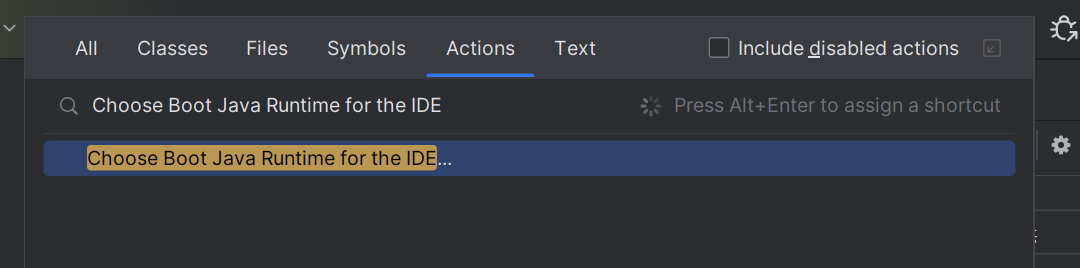 All Classes Files Symbols Actions Text Include disabled actions
Choose Boot Java Runtime for the IDE Press Alt+Enter to assign a shortcut
Choose Boot Java Runtime for the IDE...